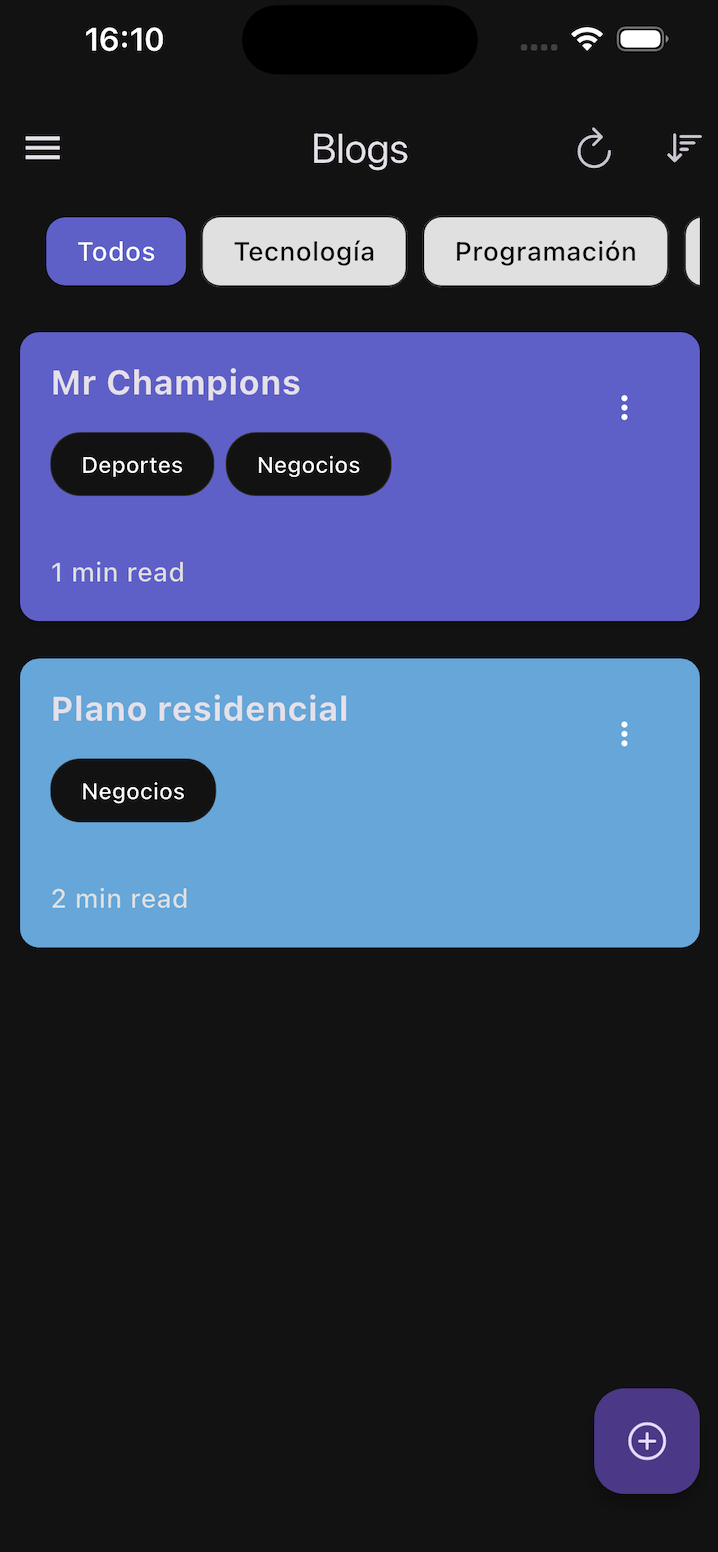 16:10
Blogs
Todos Tecnología Programación
Mr Champions
Deportes Negocios
1 min read
Plano residencial
Negocios
2 min read